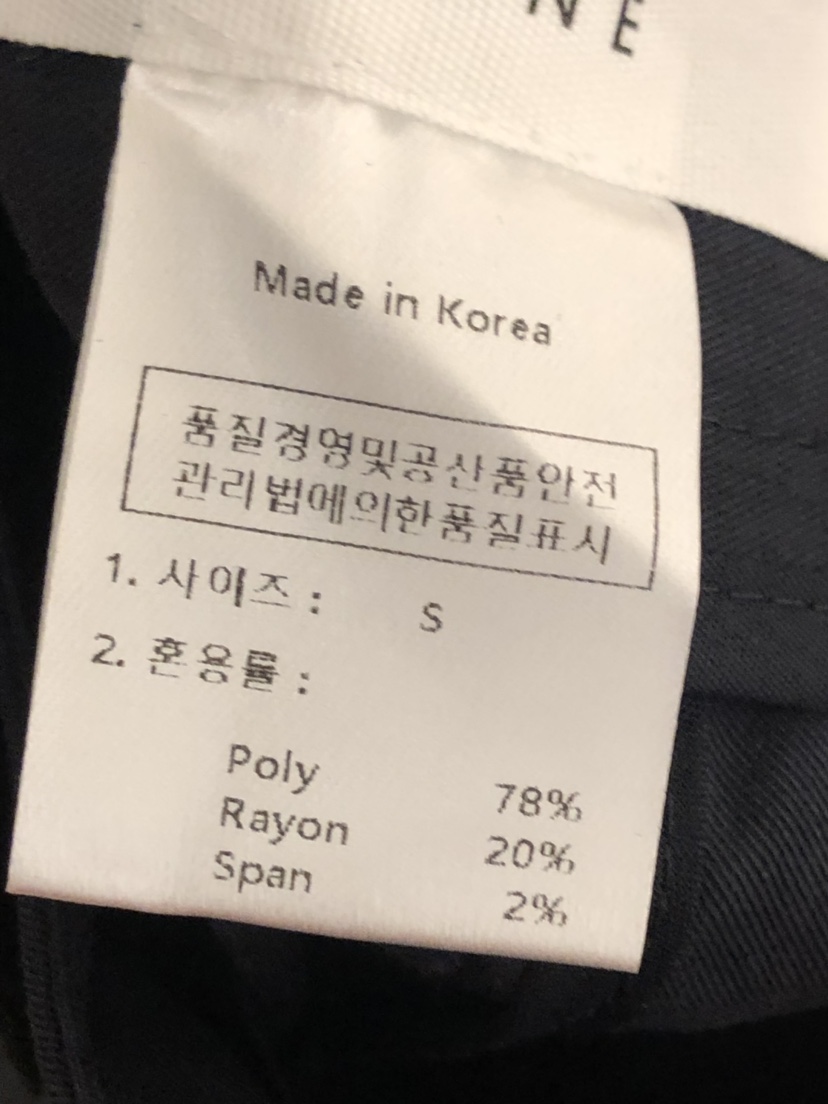 NE
Made in Korea
품질경영및공산품안전
관리법에의한품질표시
1. 사이즈 : S
2. 혼용률 :
Poly 78%
Rayon 20%
Span 2%